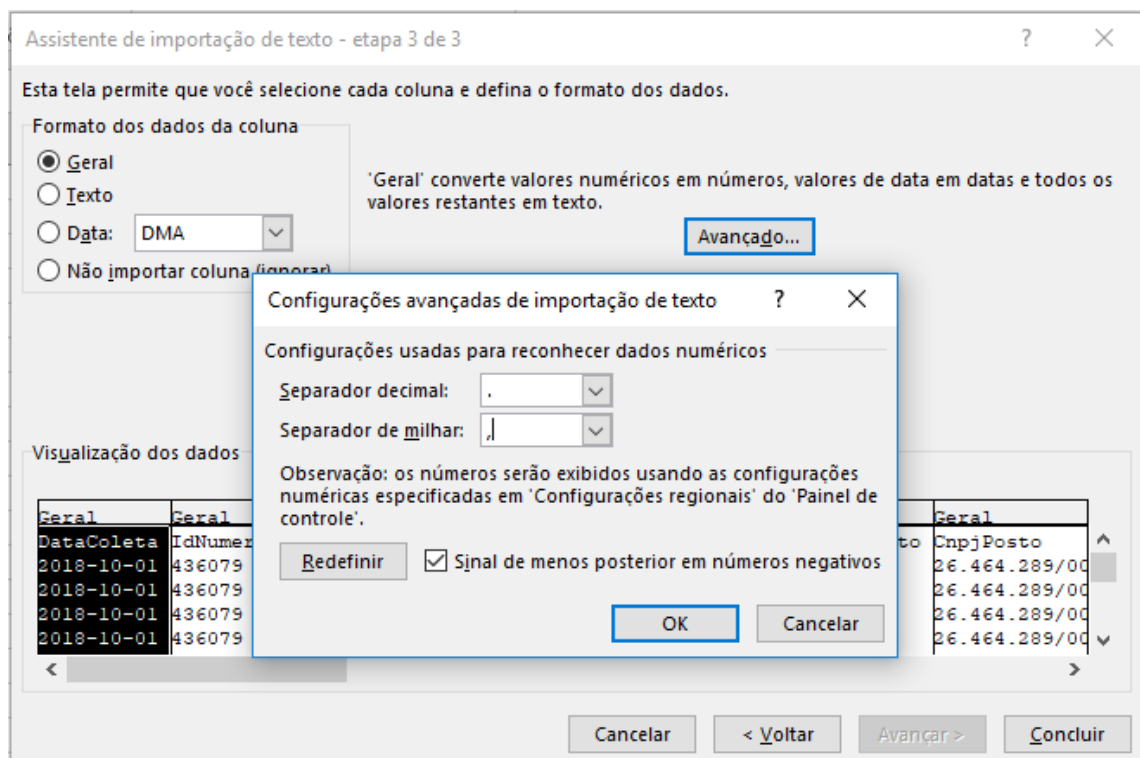 Assistente de importação de texto - etapa 3 de 3
?
Esta tela permite que você selecione cada coluna e defina o formato dos dados.
Formato dos dados da coluna
Geral
Texto
Data: DMA
Não importar coluna (ignorar)
'Geral' converte valores numéricos em números, valores de data em datas e todos os
valores restantes em texto.
Avançado...
Configurações avançadas de importação de texto
?
Configurações usadas para reconhecer dados numéricos
Separador decimal: .
Separador de milhar: ,
Observação: os números serão exibidos usando as configurações
numéricas especificadas em 'Configurações regionais' do 'Painel de
controle'.
Redefinir
Sinal de menos posterior em números negativos
OK
Cancelar
Visualização dos dados
Geral Geral Geral
DataColeta IdNumer to CnpjPosto
2018-10-01 436079 26.464.289/00
2018-10-01 436079 26.464.289/00
2018-10-01 436079 26.464.289/00
2018-10-01 436079 26.464.289/00
Cancelar
< Voltar
Avançar >
Concluir